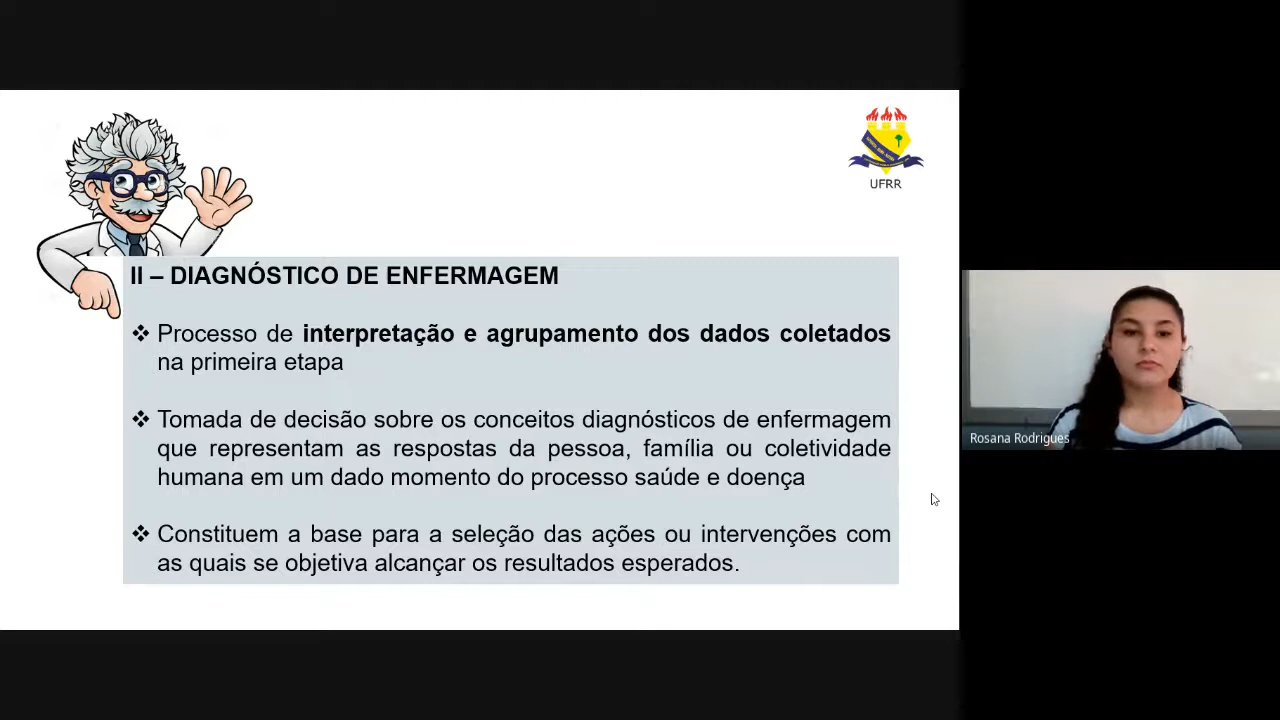 UFRR
II – DIAGNÓSTICO DE ENFERMAGEM
❖ Processo de interpretação e agrupamento dos dados coletados
na primeira etapa
❖ Tomada de decisão sobre os conceitos diagnósticos de enfermagem
que representam as respostas da pessoa, família ou coletividade
humana em um dado momento do processo saúde e doença
❖ Constituem a base para a seleção das ações ou intervenções com
as quais se objetiva alcançar os resultados esperados.
Rosana Rodrigues